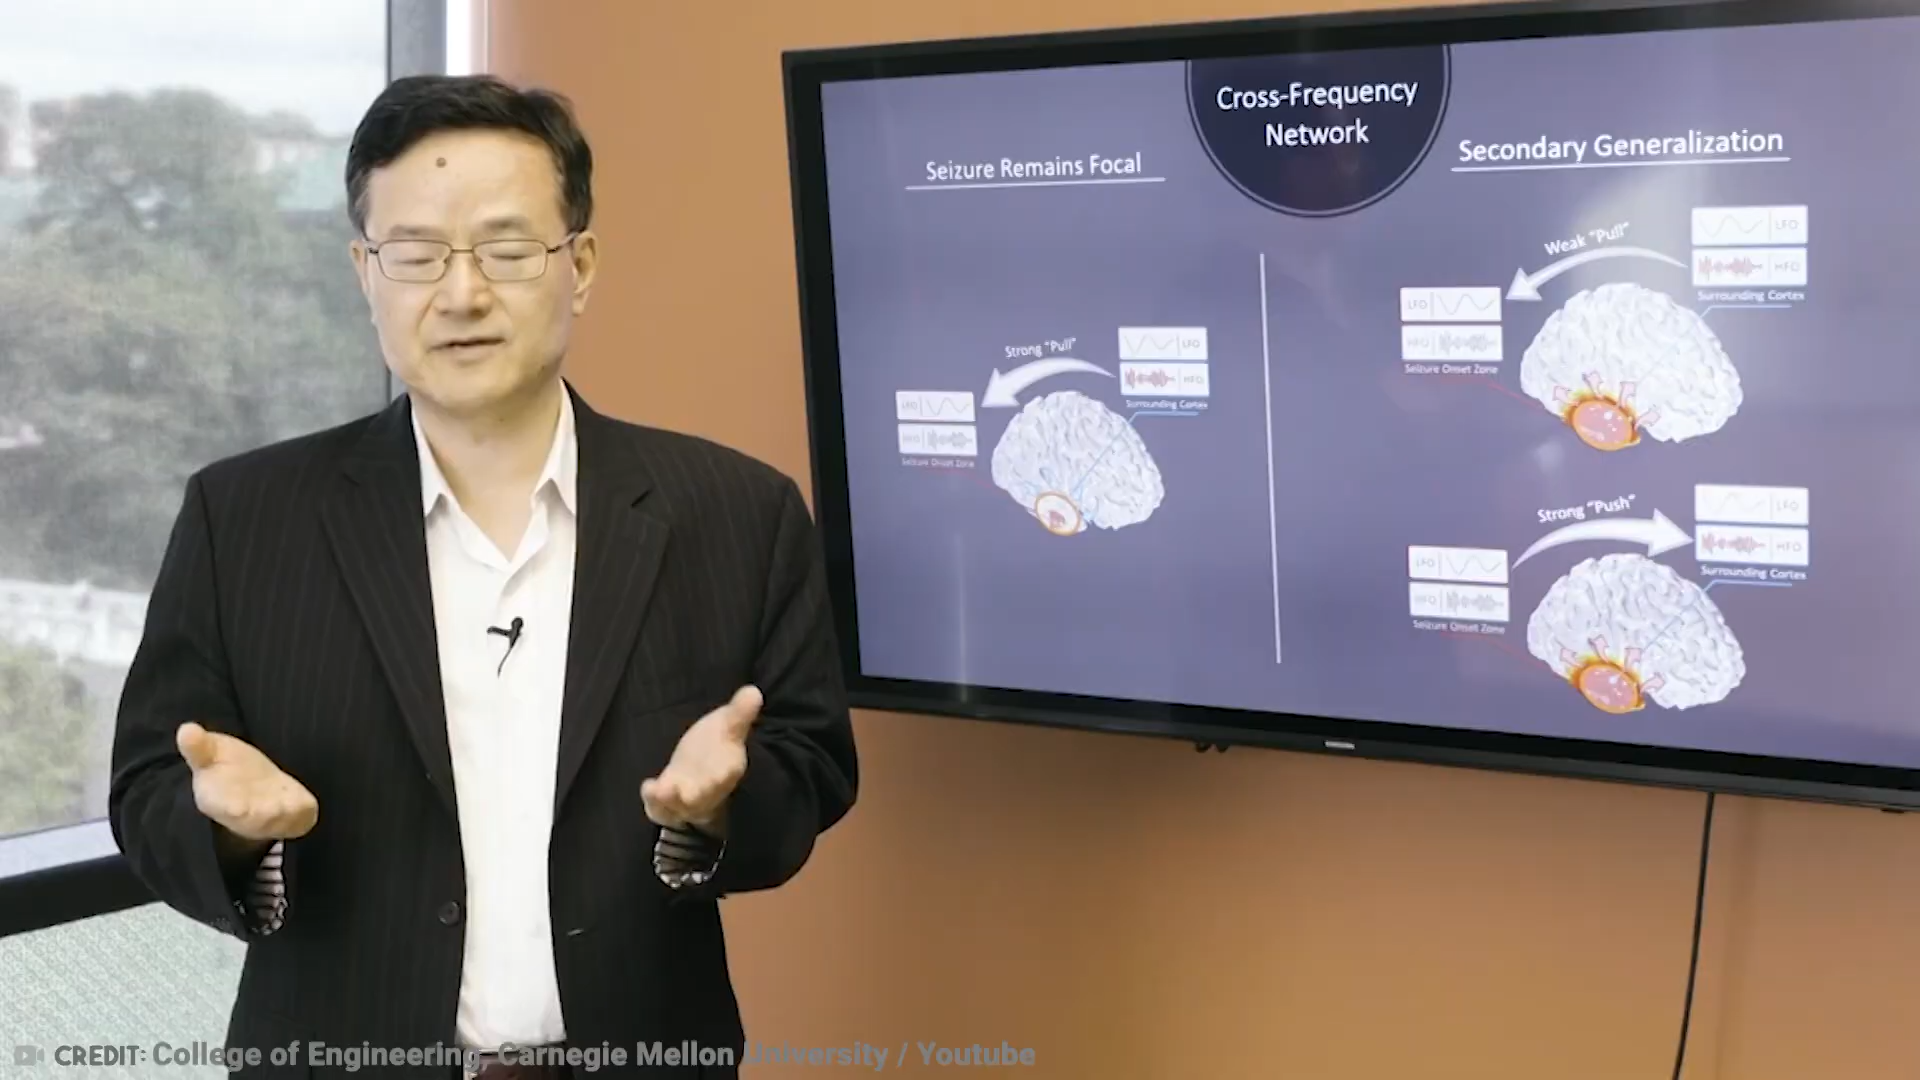 Cross-Frequency
Network
Seizure Remains Focal
Strong "Pull"
LFO
HFO
Surrounding Cortex
LFO
HFO
Seizure Onset Zone
Secondary Generalization
Weak "Pull"
LFO
HFO
Surrounding Cortex
LFO
HFO
Seizure Onset Zone
Strong "Push"
LFO
HFO
Surrounding Cortex
LFO
HFO
Seizure Onset Zone
SAMSUNG
CREDIT: College of Engineering, Carnegie Mellon University / Youtube